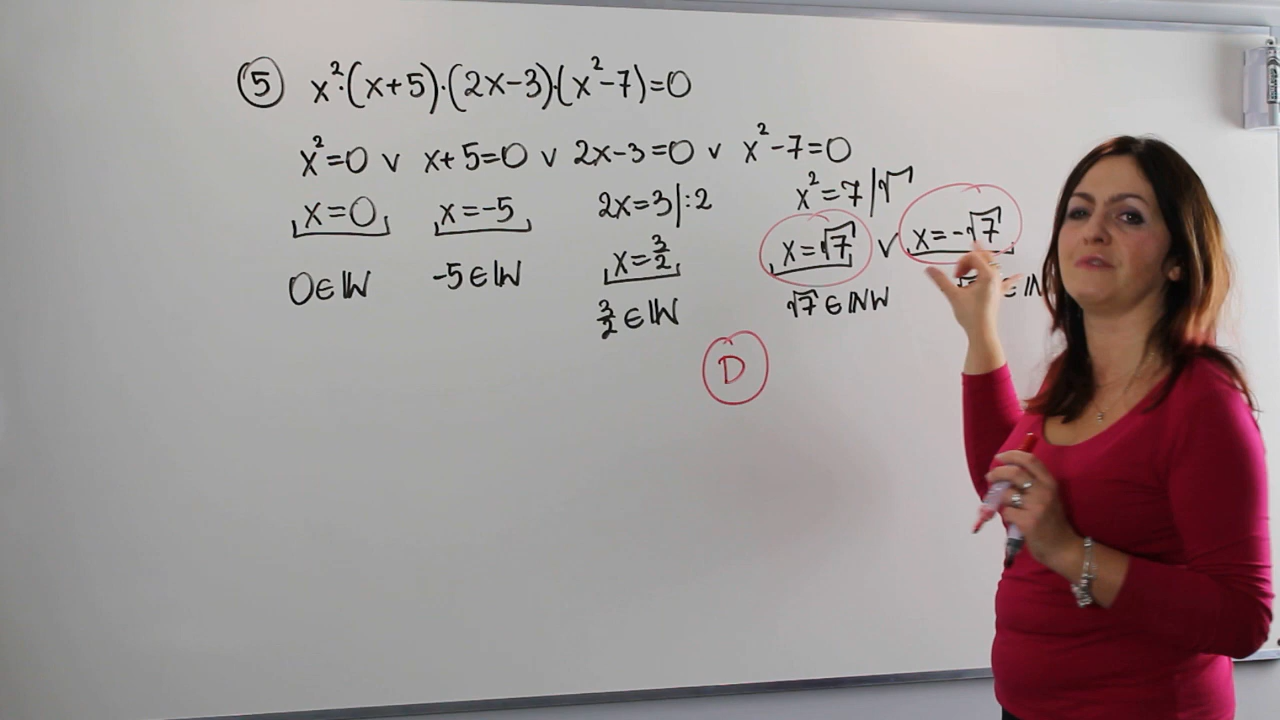 ⑤ x²·(x+5)·(2x-3)·(x²-7)=0
x²=0 v x+5=0 v 2x-3=0 v x²-7=0
x=0 x=-5 2x=3|:2 x²=7/√
x=3/2 x=√7 v x=-√7
0∈W -5∈W 3/2∈W √7∈NW ∈
D